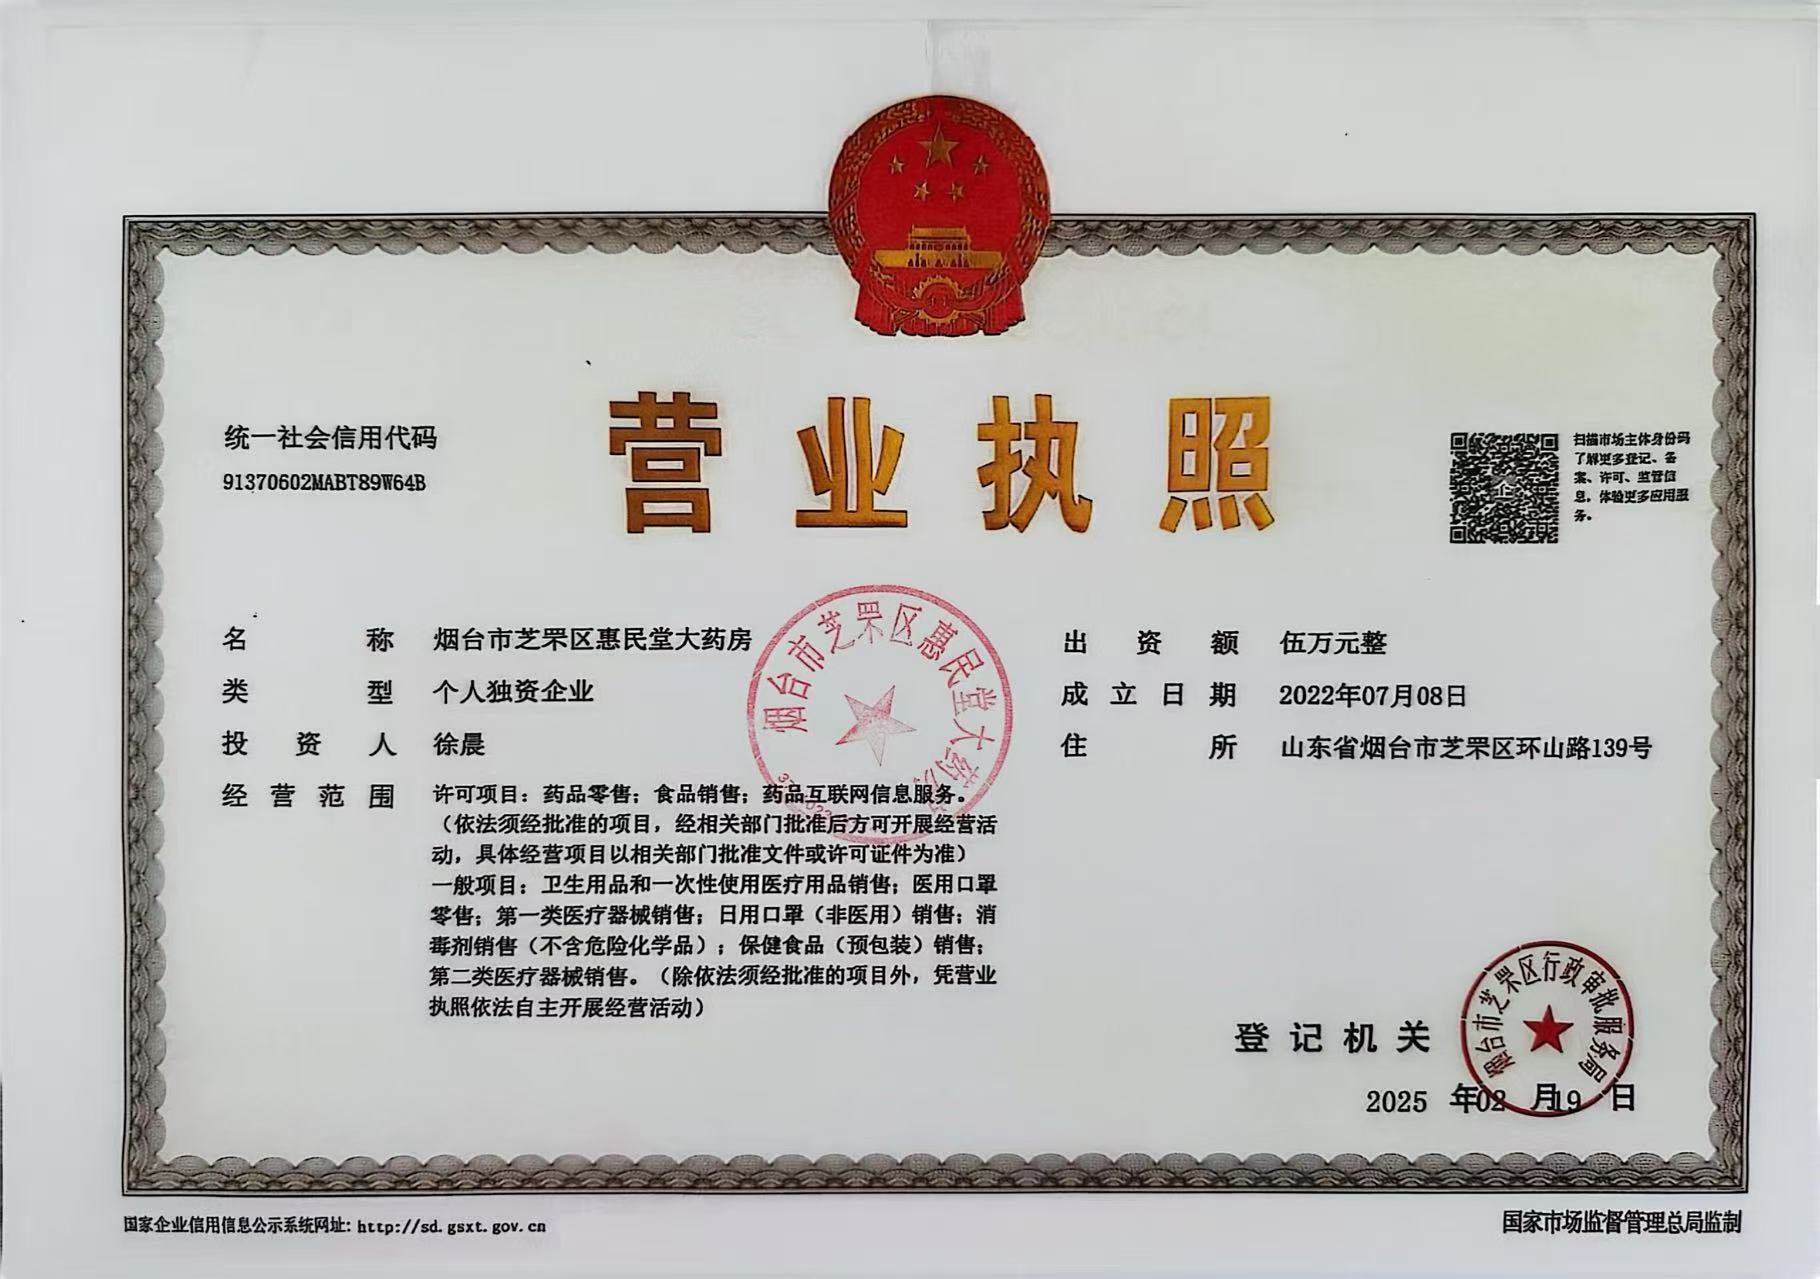 营业执照
统一社会信用代码
91370602MABT89W64B
扫描市场主体身份码
了解更多登记、备
案、许可、监管信
息，体验更多应用服
务。
名称 烟台市芝罘区惠民堂大药房
类型 个人独资企业
投资人 徐晨
经营范围 许可项目：药品零售；食品销售；药品互联网信息服务。
（依法须经批准的项目，经相关部门批准后方可开展经营活
动，具体经营项目以相关部门批准文件或许可证件为准）
一般项目：卫生用品和一次性使用医疗用品销售；医用口罩
零售；第一类医疗器械销售；日用口罩（非医用）销售；消
毒剂销售（不含危险化学品）；保健食品（预包装）销售；
第二类医疗器械销售。（除依法须经批准的项目外，凭营业
执照依法自主开展经营活动）
出资额 伍万元整
成立日期 2022年07月08日
住所 山东省烟台市芝罘区环山路139号
烟台市芝罘区惠民堂大药房
登记机关
烟台市芝罘区行政审批服务局
2025 年02 月19 日
国家企业信用信息公示系统网址：http://sd.gsxt.gov.cn
国家市场监督管理总局监制